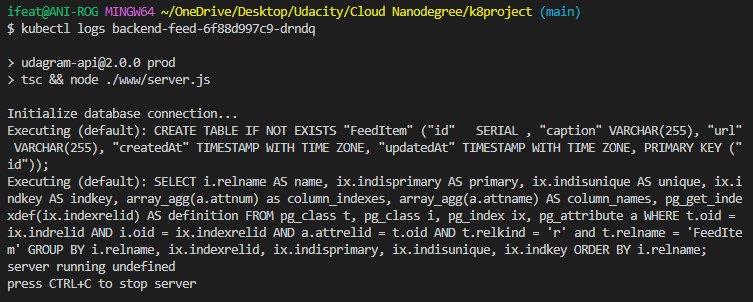 ifeat@ANI-ROG MINGW64 ~/OneDrive/Desktop/Udacity/Cloud Nanodegree/k8project (main)
$ kubectl logs backend-feed-6f88d997c9-drndq
> udagram-api@2.0.0 prod
> tsc && node ./www/server.js
Initialize database connection...
Executing (default): CREATE TABLE IF NOT EXISTS "FeedItem" ("id"   SERIAL , "caption" VARCHAR(255), "url"
 VARCHAR(255), "createdAt" TIMESTAMP WITH TIME ZONE, "updatedAt" TIMESTAMP WITH TIME ZONE, PRIMARY KEY ("
id"));
Executing (default): SELECT i.relname AS name, ix.indisprimary AS primary, ix.indisunique AS unique, ix.i
ndkey AS indkey, array_agg(a.attnum) as column_indexes, array_agg(a.attname) AS column_names, pg_get_inde
xdef(ix.indexrelid) AS definition FROM pg_class t, pg_class i, pg_index ix, pg_attribute a WHERE t.oid =
ix.indrelid AND i.oid = ix.indexrelid AND a.attrelid = t.oid AND t.relkind = 'r' and t.relname = 'FeedIte
m' GROUP BY i.relname, ix.indexrelid, ix.indisprimary, ix.indisunique, ix.indkey ORDER BY i.relname;
server running undefined
press CTRL+C to stop server